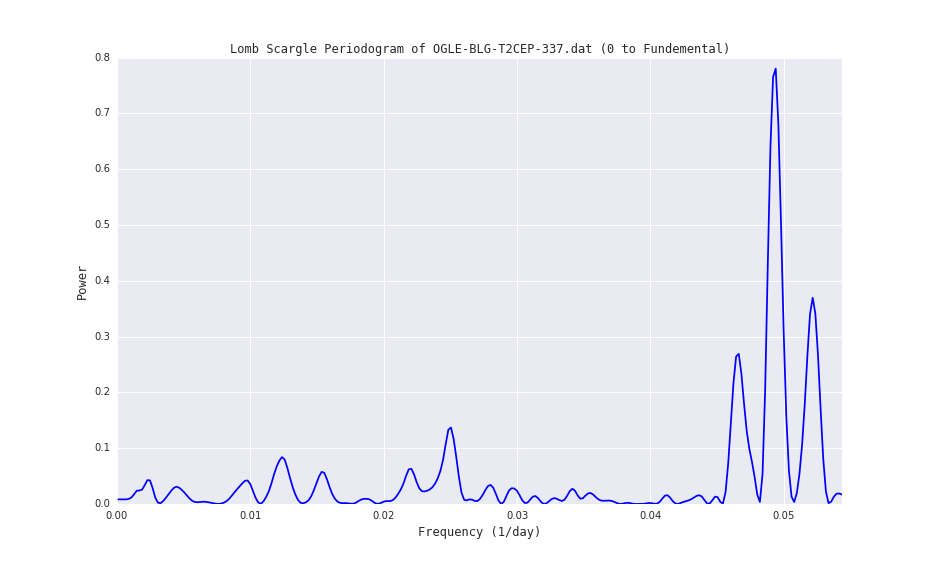 Lomb Scargle Periodogram of OGLE-BLG-T2CEP-337.dat (0 to Fundemental)
0.8
0.7
0.6
0.5
0.4
0.3
0.2
0.1
0.0
Power
0.00 0.01 0.02 0.03 0.04 0.05
Frequency (1/day)